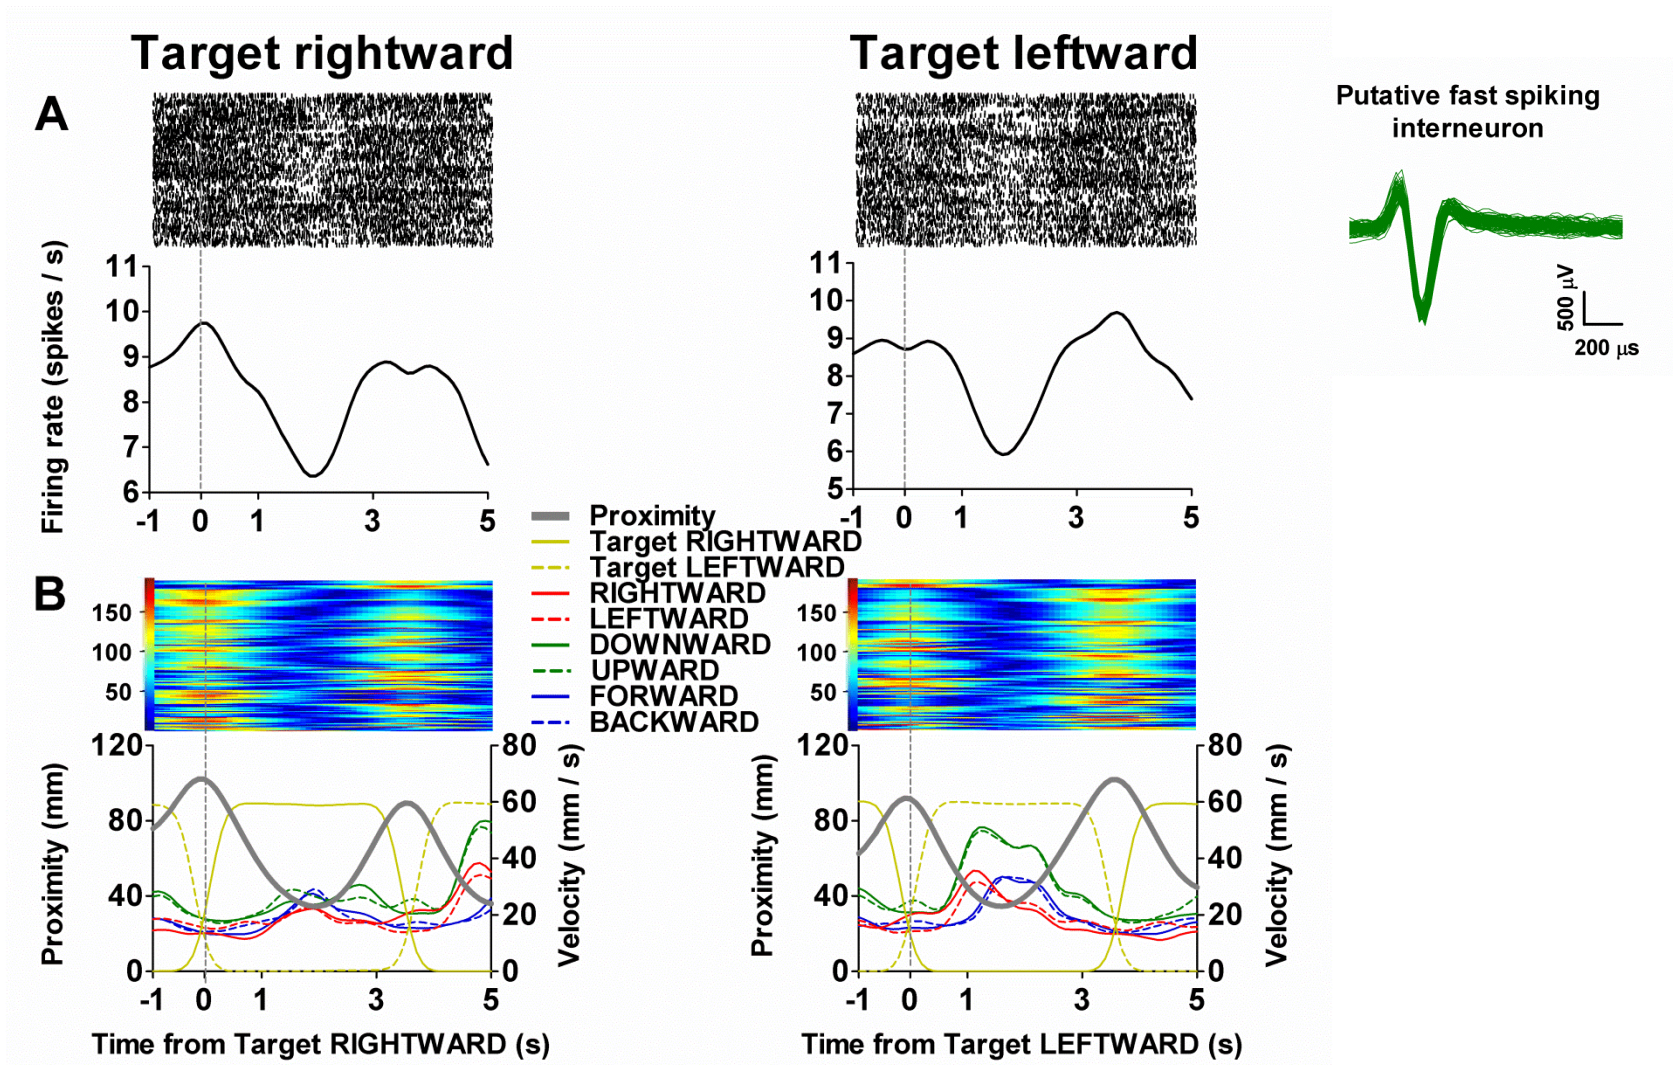 Target rightward
Target leftward
A
Putative fast spiking
interneuron
500 µV
200 µs
Firing rate (spikes / s)
11
10
9
8
7
6
-1 0 1 3 5
11
10
9
8
7
6
5
-1 0 1 3 5
Proximity
Target RIGHTWARD
Target LEFTWARD
RIGHTWARD
LEFTWARD
DOWNWARD
UPWARD
FORWARD
BACKWARD
B
150
100
50
150
100
50
Proximity (mm)
120
80
40
0
80
60
40
20
0
Velocity (mm / s)
-1 0 1 3 5
Time from Target RIGHTWARD (s)
Proximity (mm)
120
80
40
0
80
60
40
20
0
Velocity (mm / s)
-1 0 1 3 5
Time from Target LEFTWARD (s)